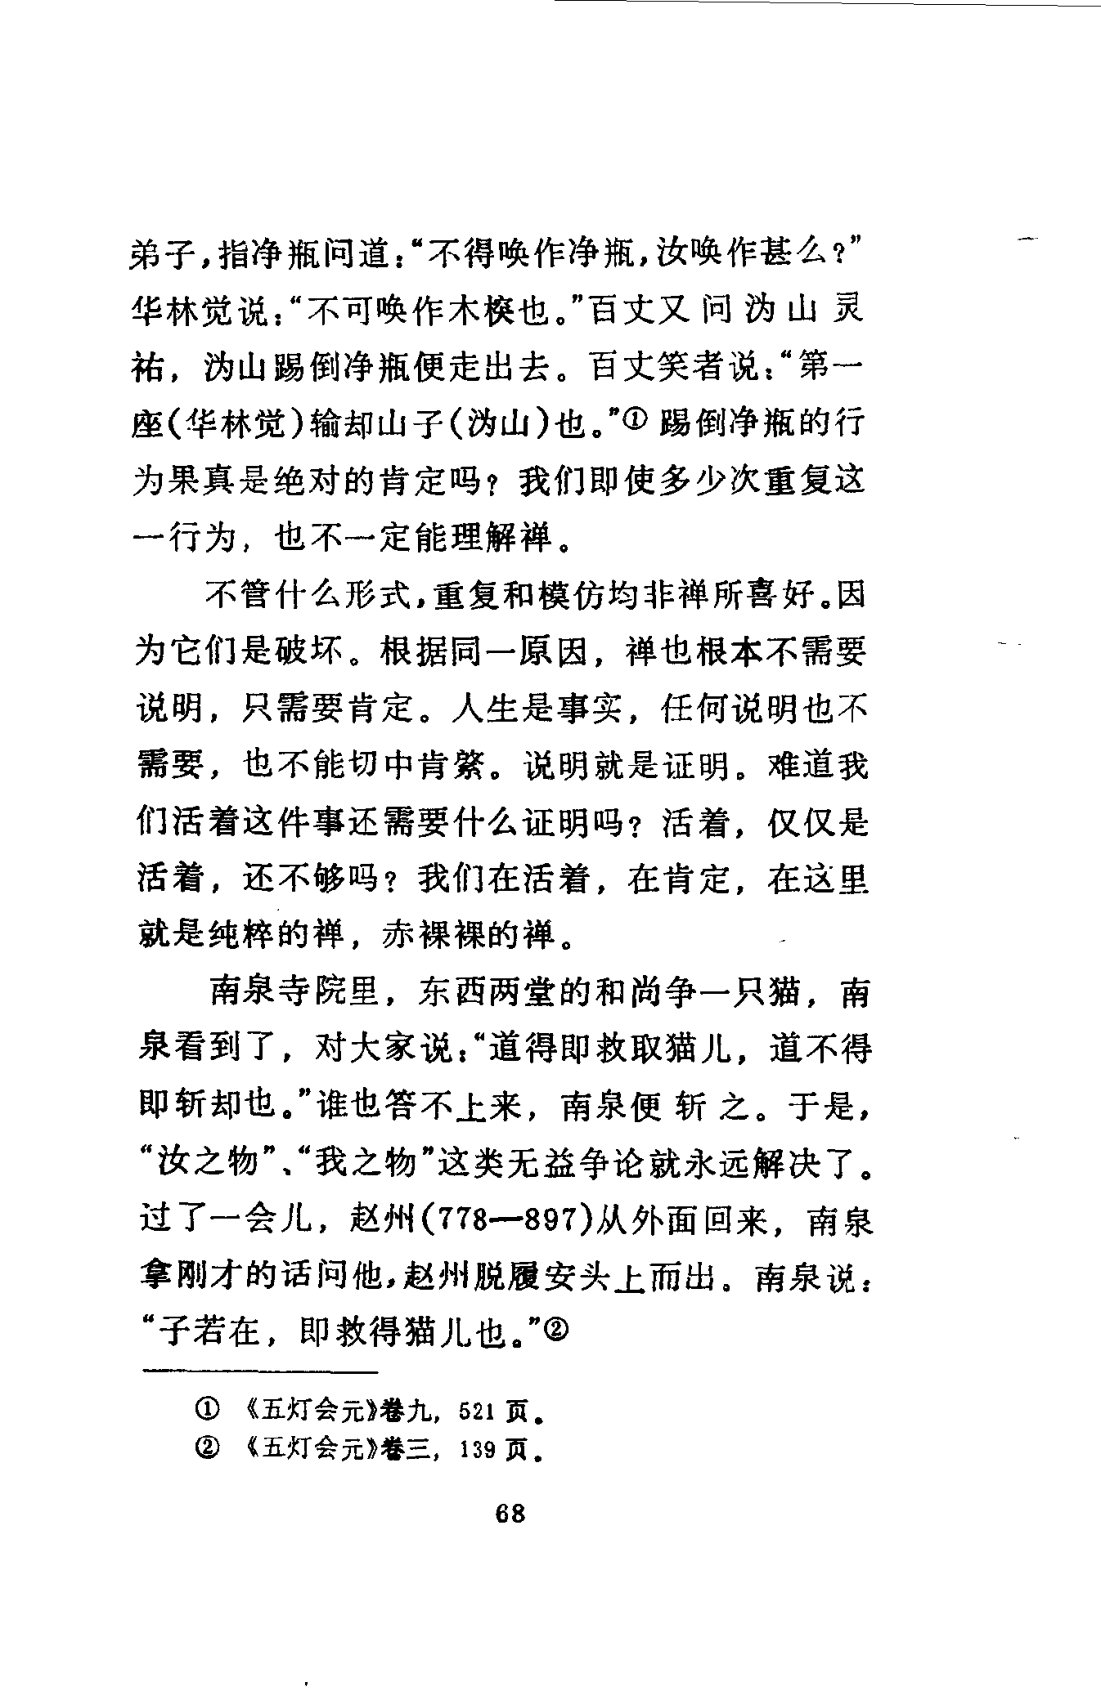 弟子，指净瓶问道：“不得唤作净瓶，汝唤作甚么？”
华林觉说：“不可唤作木㮇也。”百丈又问沩山灵
祐，沩山踢倒净瓶便走出去。百丈笑者说：“第一
座(华林觉)输却山子(沩山)也。”① 踢倒净瓶的行
为果真是绝对的肯定吗？我们即使多少次重复这
一行为，也不一定能理解禅。
不管什么形式，重复和模仿均非禅所喜好。因
为它们是破坏。根据同一原因，禅也根本不需要
说明，只需要肯定。人生是事实，任何说明也不
需要，也不能切中肯綮。说明就是证明。难道我
们活着这件事还需要什么证明吗？活着，仅仅是
活着，还不够吗？我们在活着，在肯定，在这里
就是纯粹的禅，赤裸裸的禅。
南泉寺院里，东西两堂的和尚争一只猫，南
泉看到了，对大家说：“道得即救取猫儿，道不得
即斩却也。”谁也答不上来，南泉便斩之。于是，
“汝之物”、“我之物”这类无益争论就永远解决了。
过了一会儿，赵州(778—897)从外面回来，南泉
拿刚才的话问他，赵州脱履安头上而出。南泉说：
“子若在，即救得猫儿也。”②
① 《五灯会元》卷九，521 页。
② 《五灯会元》卷三，139 页。
68